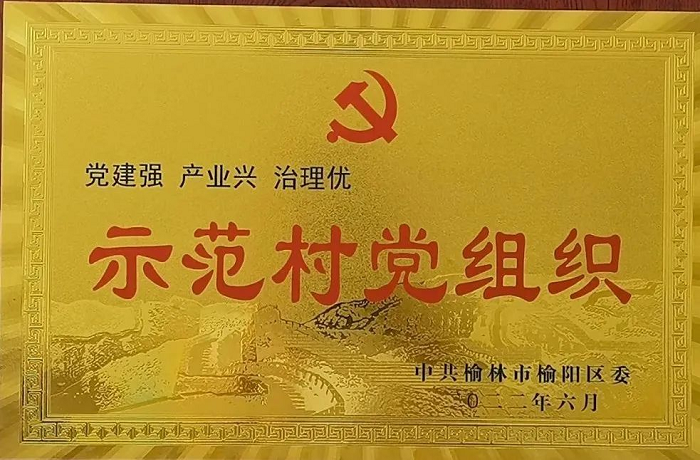 党建强 产业兴 治理优
示范村党组织
中共榆林市榆阳区委
〇二二年六月